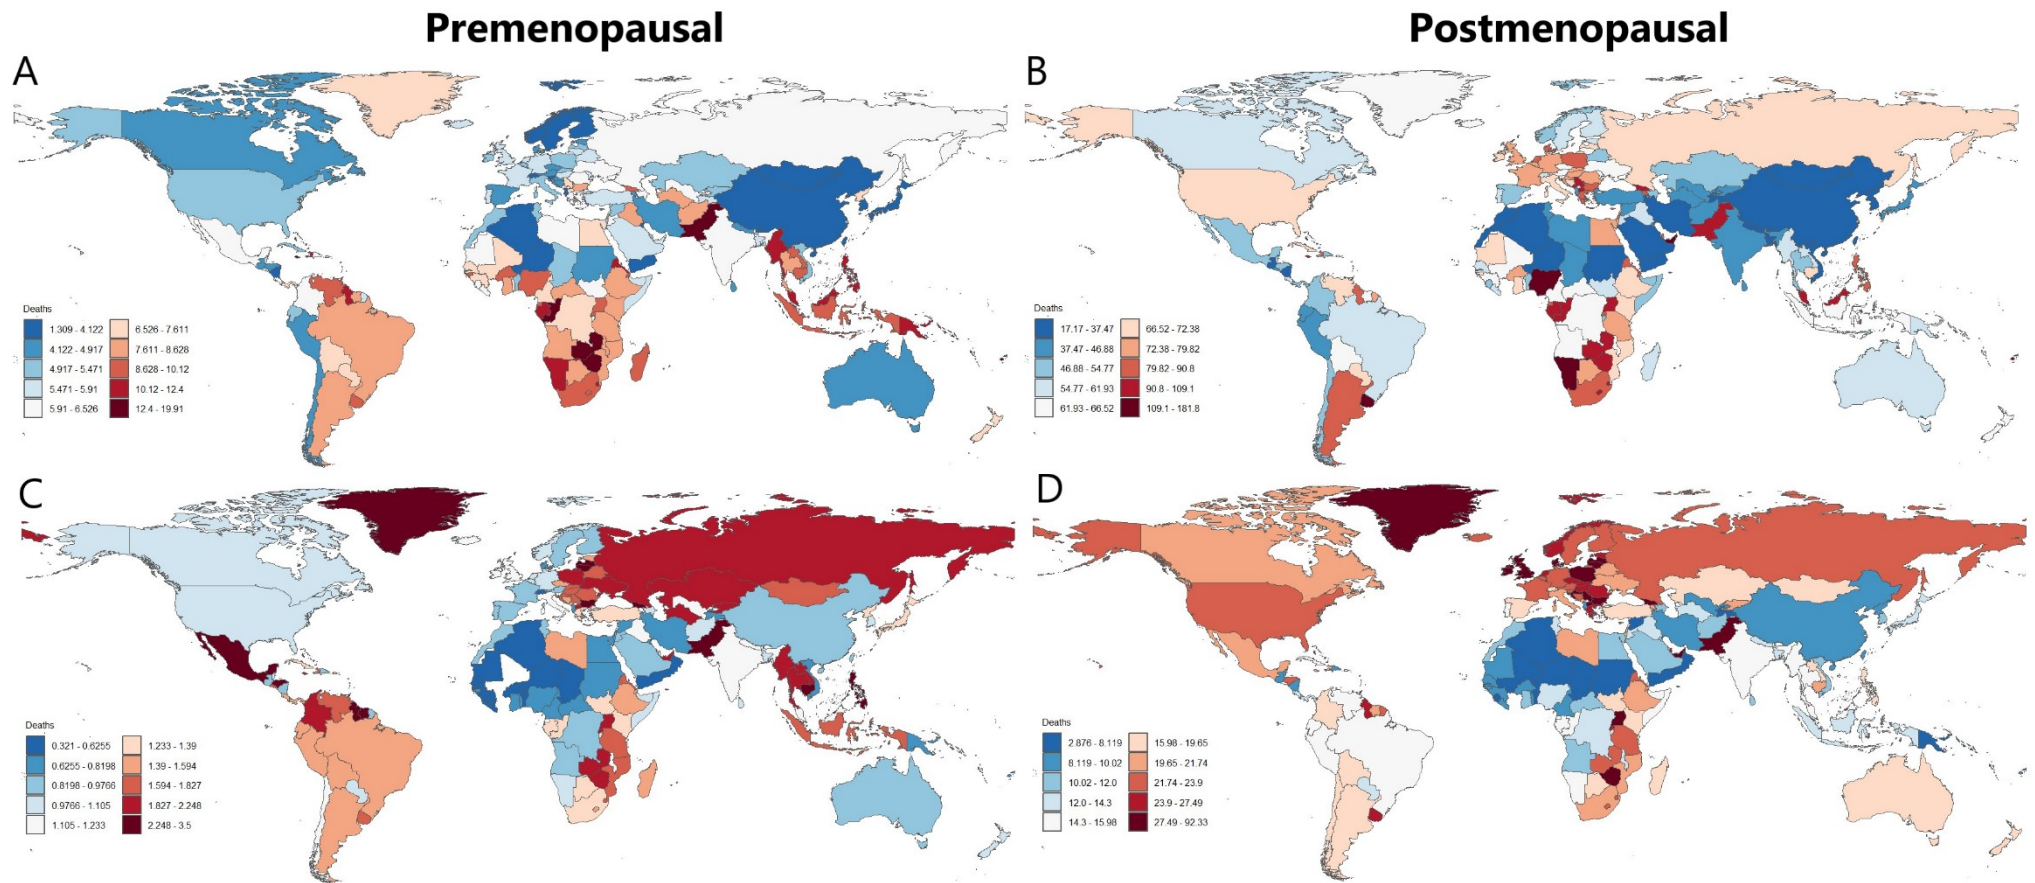 Premenopausal
Postmenopausal
A
B
Deaths
1.309 - 4.122
6.526 - 7.611
4.122 - 4.917
7.611 - 8.628
4.917 - 5.471
8.628 - 10.12
5.471 - 5.91
10.12 - 12.4
5.91 - 6.526
12.4 - 19.91
Deaths
17.17 - 37.47
66.52 - 72.38
37.47 - 46.88
72.38 - 79.82
46.88 - 54.77
79.82 - 90.8
54.77 - 61.93
90.8 - 109.1
61.93 - 66.52
109.1 - 181.8
C
D
Deaths
0.321 - 0.6255
1.233 - 1.39
0.6255 - 0.8198
1.39 - 1.594
0.8198 - 0.9766
1.594 - 1.827
0.9766 - 1.105
1.827 - 2.248
1.105 - 1.233
2.248 - 3.5
Deaths
2.876 - 8.119
15.98 - 19.65
8.119 - 10.02
19.65 - 21.74
10.02 - 12.0
21.74 - 23.9
12.0 - 14.3
23.9 - 27.49
14.3 - 15.98
27.49 - 92.33